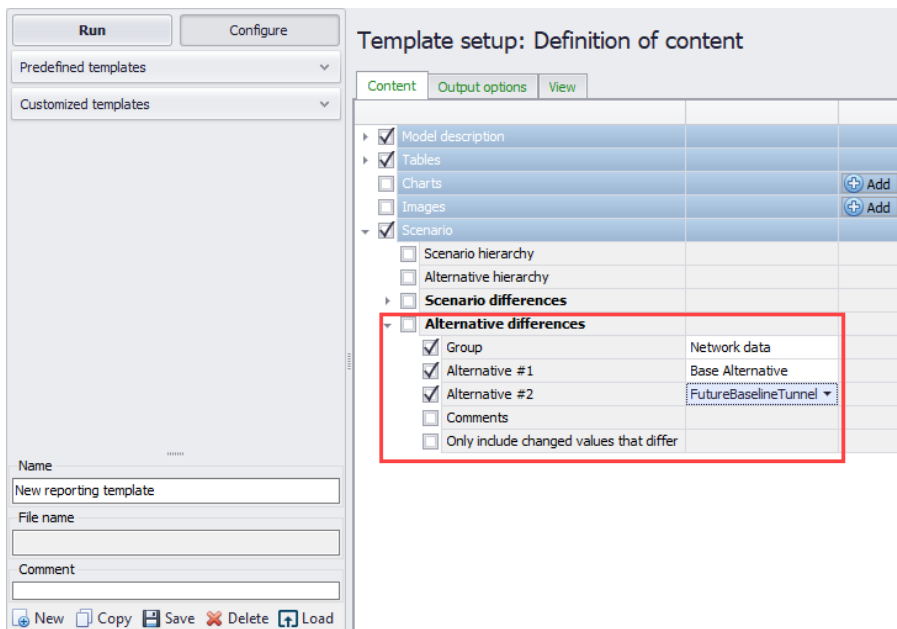 Run Configure
Predefined templates
Customized templates
Name
New reporting template
File name
Comment
New Copy Save Delete Load
Template setup: Definition of content
Content Output options View
Model description
Tables
Charts Add
Images Add
Scenario
Scenario hierarchy
Alternative hierarchy
Scenario differences
Alternative differences
Group Network data
Alternative #1 Base Alternative
Alternative #2 FutureBaselineTunnel
Comments
Only include changed values that differ